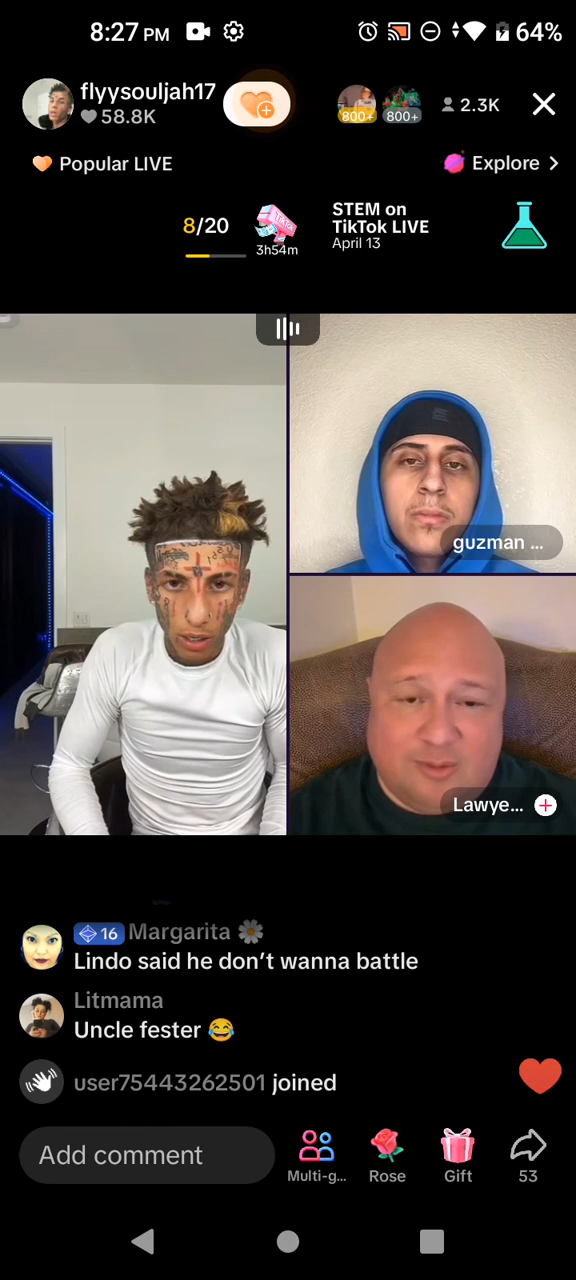 8:27 PM
64%
flyysouljah17
58.8K
800+
800+
2.3K
Popular LIVE
Explore >
8/20
TikTok
3h54m
STEM on
TikTok LIVE
April 13
guzman ...
Lawye...
16 Margarita
Lindo said he don't wanna battle
Litmama
Uncle fester 😂
user75443262501 joined
Add comment
Multi-g...
Rose
Gift
53